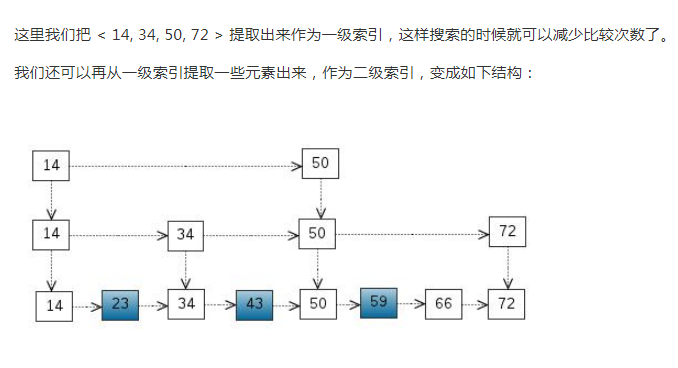 这里我们把 < 14, 34, 50, 72 > 提取出来作为一级索引，这样搜索的时候就可以减少比较次数了。
我们还可以再从一级索引提取一些元素出来，作为二级索引，变成如下结构：
14 50
14 34 50 72
14 23 34 43 50 59 66 72